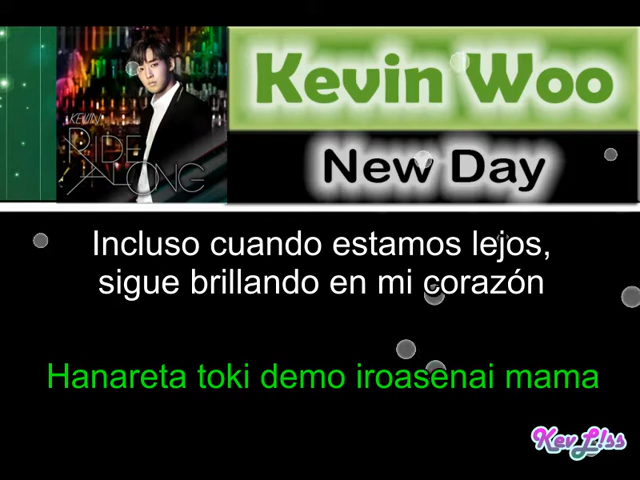 Kevin Woo
KEVIN
RIDE
ALONG
New Day
Incluso cuando estamos lejos,
sigue brillando en mi corazón
Hanareta toki demo iroasenai mama
KevL!ss